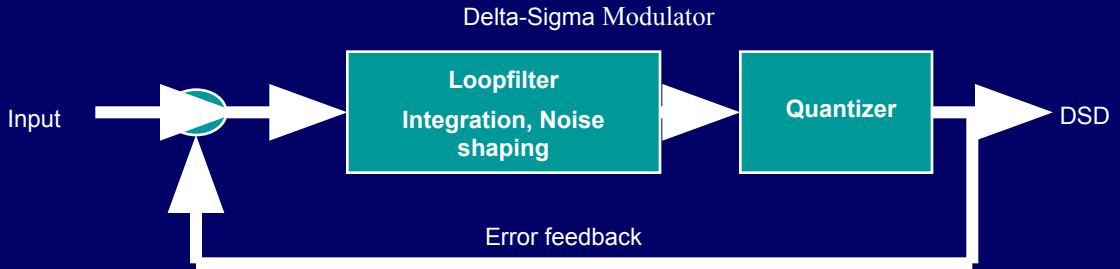 Delta-Sigma Modulator
Input
Loopfilter
Integration, Noise
shaping
Quantizer
DSD
Error feedback